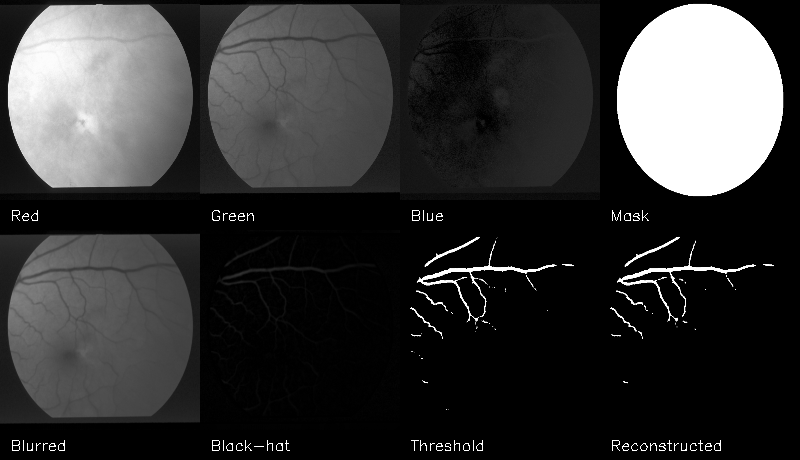 Red
Green
Blue
Mask
Blurred
Black-hat
Threshold
Reconstructed